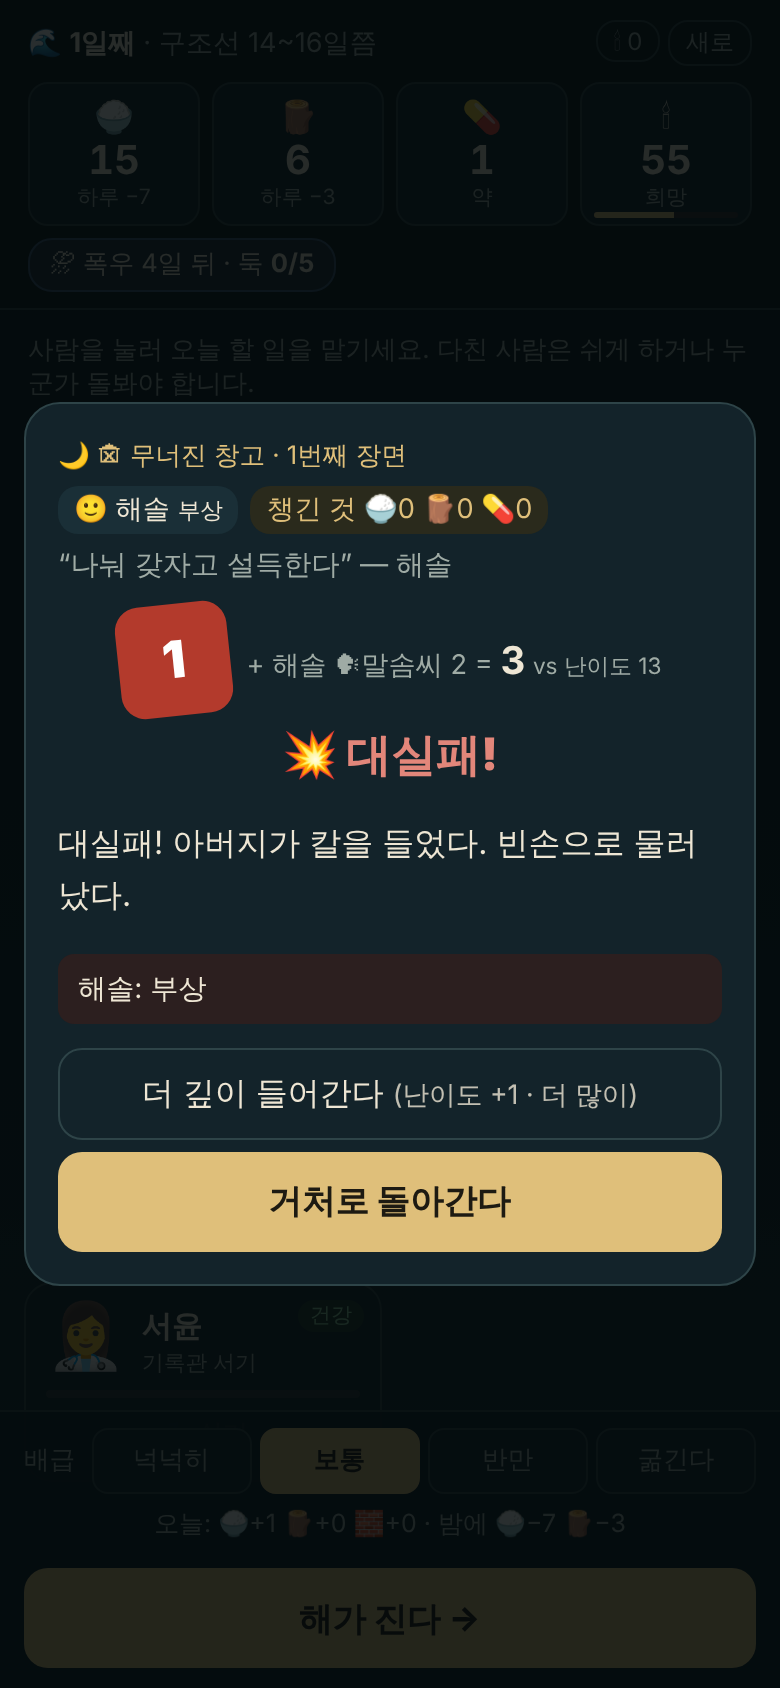 🌊 1일째 · 구조선 14~16일쯤
🕯 0
새로
🍚 15 하루 −7
🪵 6 하루 −3
💊 1 약
🕯 55 희망
⛈ 폭우 4일 뒤 · 둑 0/5
사람을 눌러 오늘 할 일을 맡기세요. 다친 사람은 쉬게 하거나 누
군가 돌봐야 합니다.
🌙 🏚 무너진 창고 · 1번째 장면
🙂 해솔 부상
챙긴 것 🍚0 🪵0 💊0
“나눠 갖자고 설득한다” — 해솔
1 + 해솔 🗣말솜씨 2 = 3 vs 난이도 13
💥 대실패!
대실패! 아버지가 칼을 들었다. 빈손으로 물러
났다.
해솔: 부상
더 깊이 들어간다 (난이도 +1 · 더 많이)
거처로 돌아간다
서윤
건강
기록관 서기
배급 넉넉히 보통 반만 굶긴다
오늘: 🍚+1 🪵+0 🧱+0 · 밤에 🍚−7 🪵−3
해가 진다 →